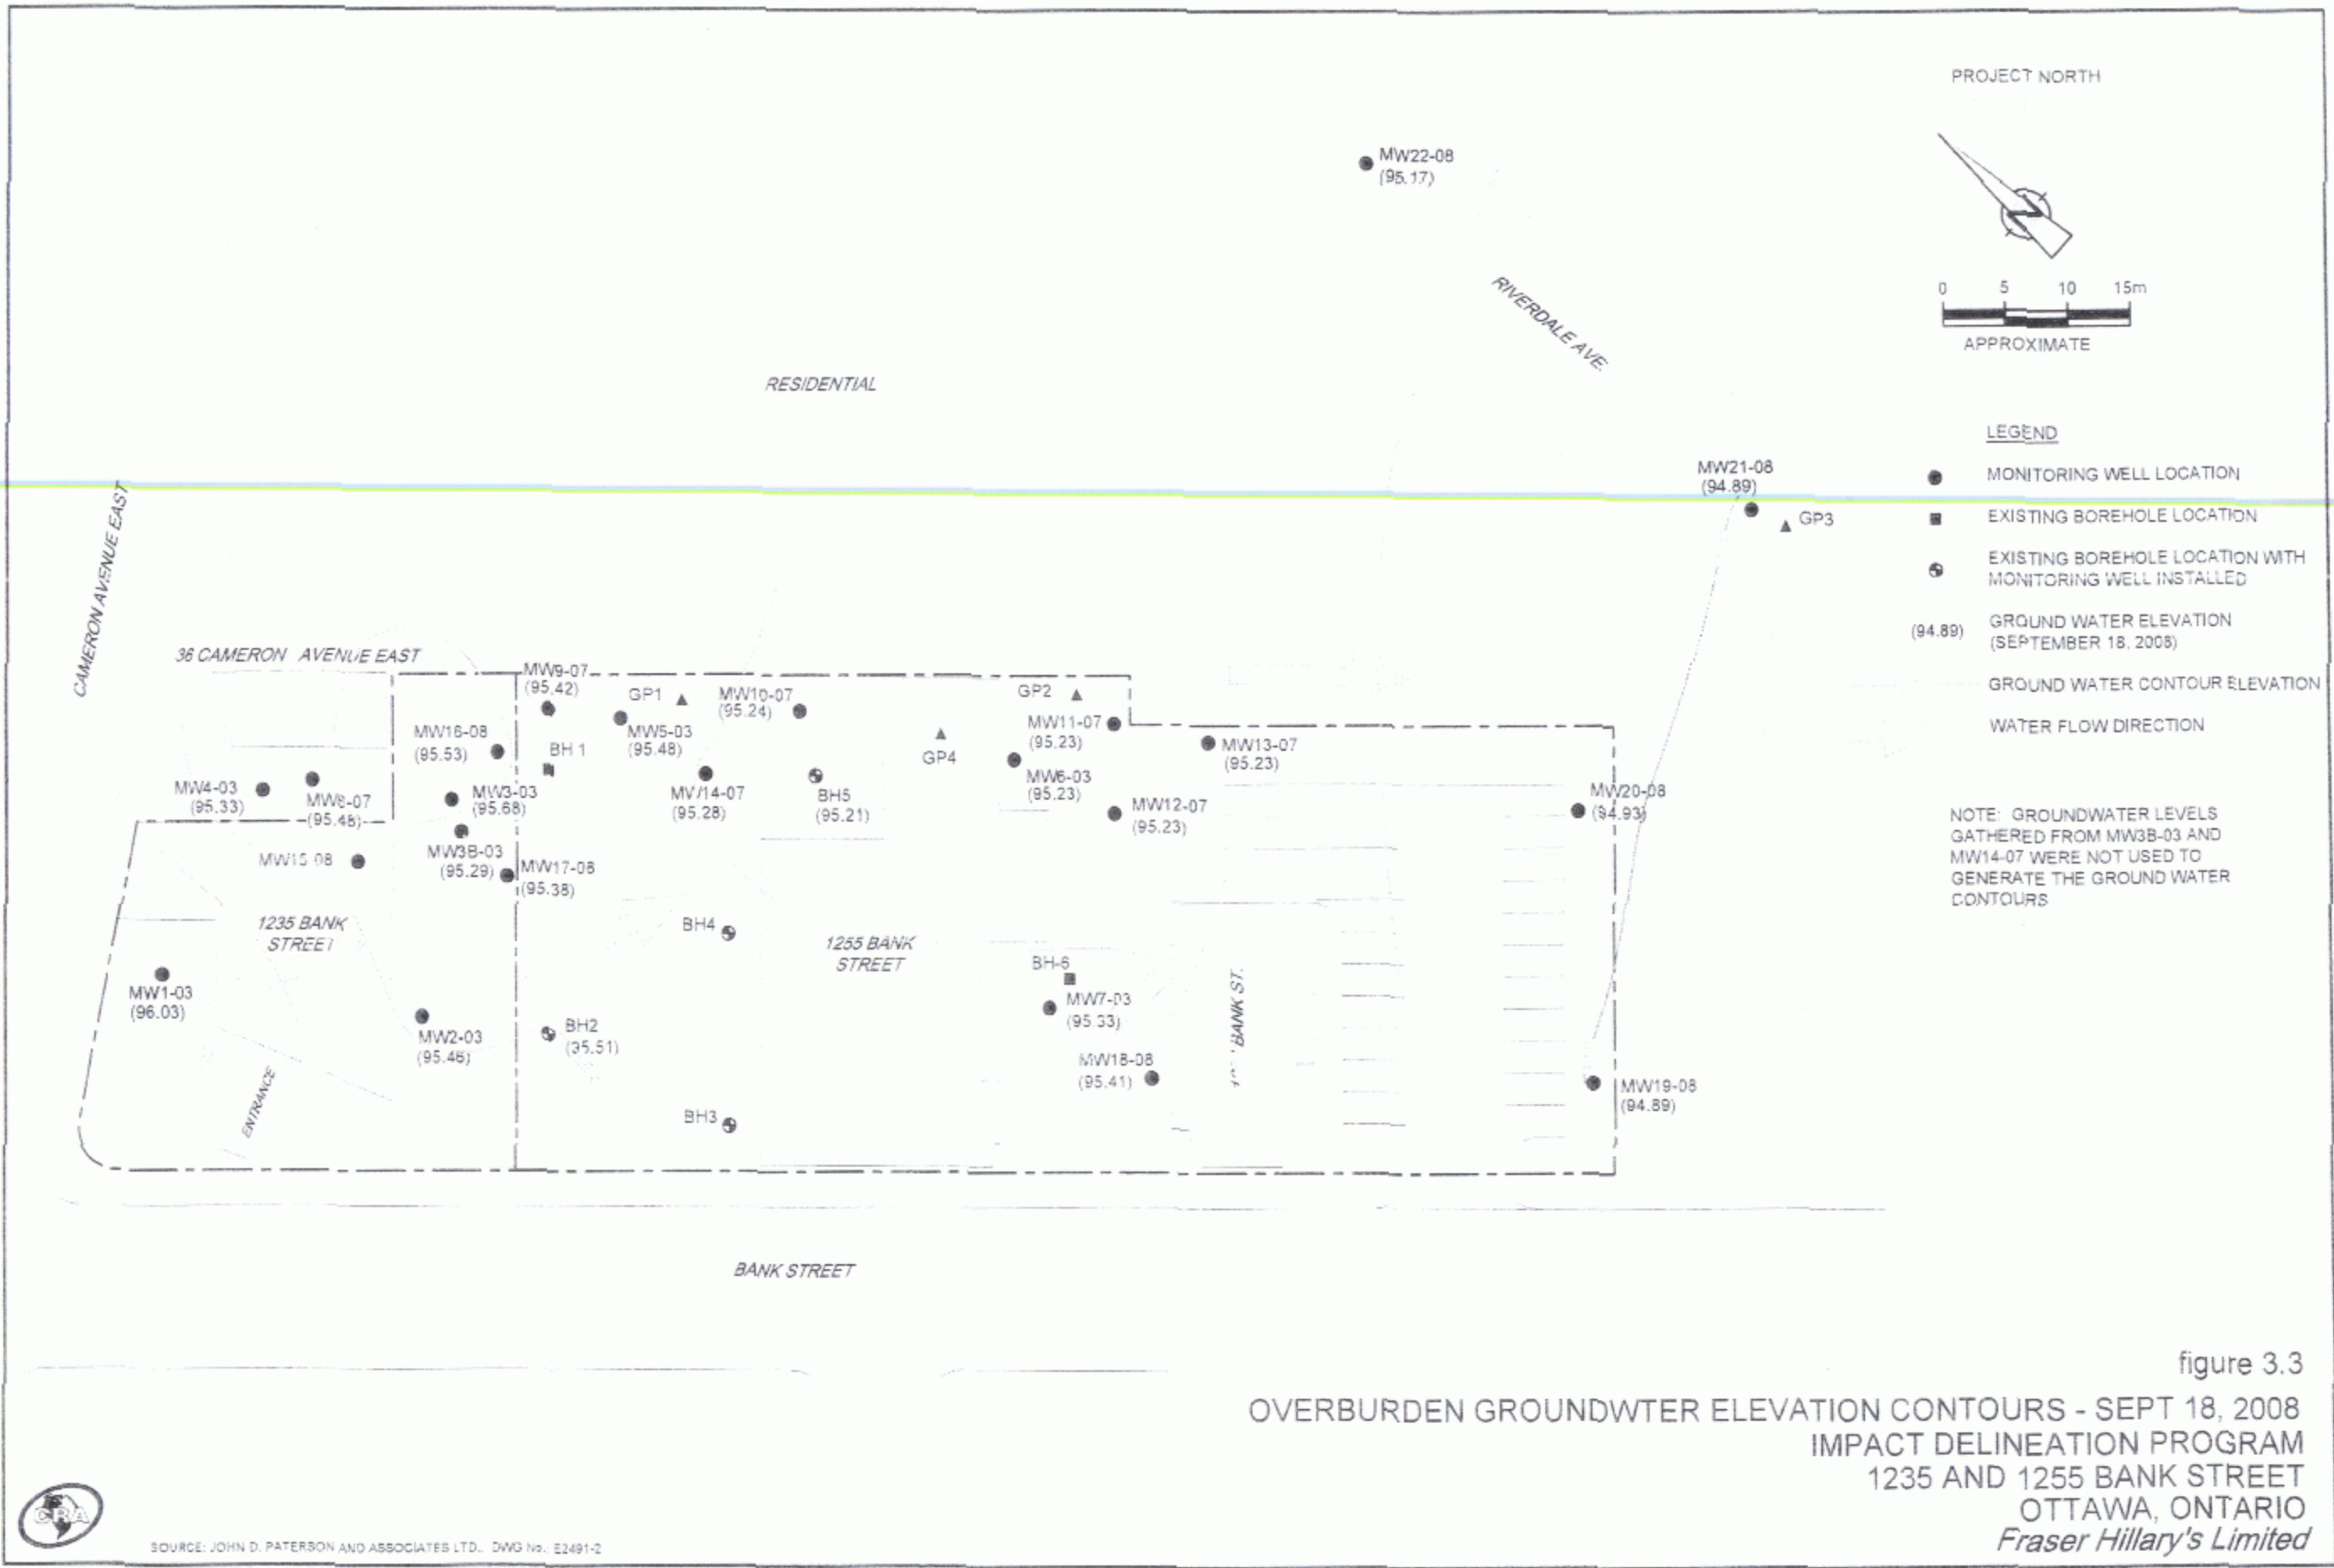 PROJECT NORTH
MW22-08
(95.17)
RIVERDALE AVE.
0 5 10 15m
APPROXIMATE
RESIDENTIAL
LEGEND
MONITORING WELL LOCATION
EXISTING BOREHOLE LOCATION
EXISTING BOREHOLE LOCATION WITH
MONITORING WELL INSTALLED
(94.89)
GROUND WATER ELEVATION
(SEPTEMBER 18, 2008)
GROUND WATER CONTOUR ELEVATION
WATER FLOW DIRECTION
NOTE: GROUNDWATER LEVELS
GATHERED FROM MW3B-03 AND
MW14-07 WERE NOT USED TO
GENERATE THE GROUND WATER
CONTOURS
MW21-08
(94.89)
GP3
CAMERON AVENUE EAST
36 CAMERON AVENUE EAST
MW9-07
(95.42)
GP1
MW10-07
(95.24)
GP2
MW11-07
(95.23)
MW16-08
(95.53)
BH 1
MW5-03
(95.48)
GP4
MW13-07
(95.23)
MW4-03
(95.33)
MW8-07
(95.48)
MW3-03
(95.68)
MW14-07
(95.28)
BH5
(95.21)
MW6-03
(95.23)
MW12-07
(95.23)
MW20-08
(94.93)
MW15-08
MW3B-03
(95.29)
MW17-08
(95.38)
1235 BANK
STREET
BH4
1255 BANK
STREET
BH-6
MW7-03
(95.33)
BANK ST.
MW1-03
(96.03)
MW2-03
(95.46)
BH2
(35.51)
MW18-08
(95.41)
MW19-08
(94.89)
ENTRANCE
BH3
BANK STREET
figure 3.3
OVERBURDEN GROUNDWTER ELEVATION CONTOURS - SEPT 18, 2008
IMPACT DELINEATION PROGRAM
1235 AND 1255 BANK STREET
OTTAWA, ONTARIO
Fraser Hillary's Limited
CRA
SOURCE: JOHN D. PATERSON AND ASSOCIATES LTD., DWG No.: E2491-2